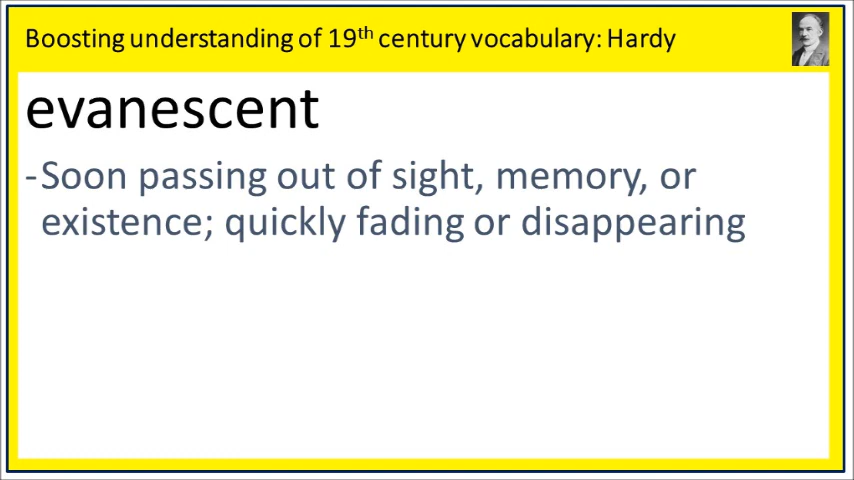 Boosting understanding of 19th century vocabulary: Hardy
evanescent
-Soon passing out of sight, memory, or
existence; quickly fading or disappearing